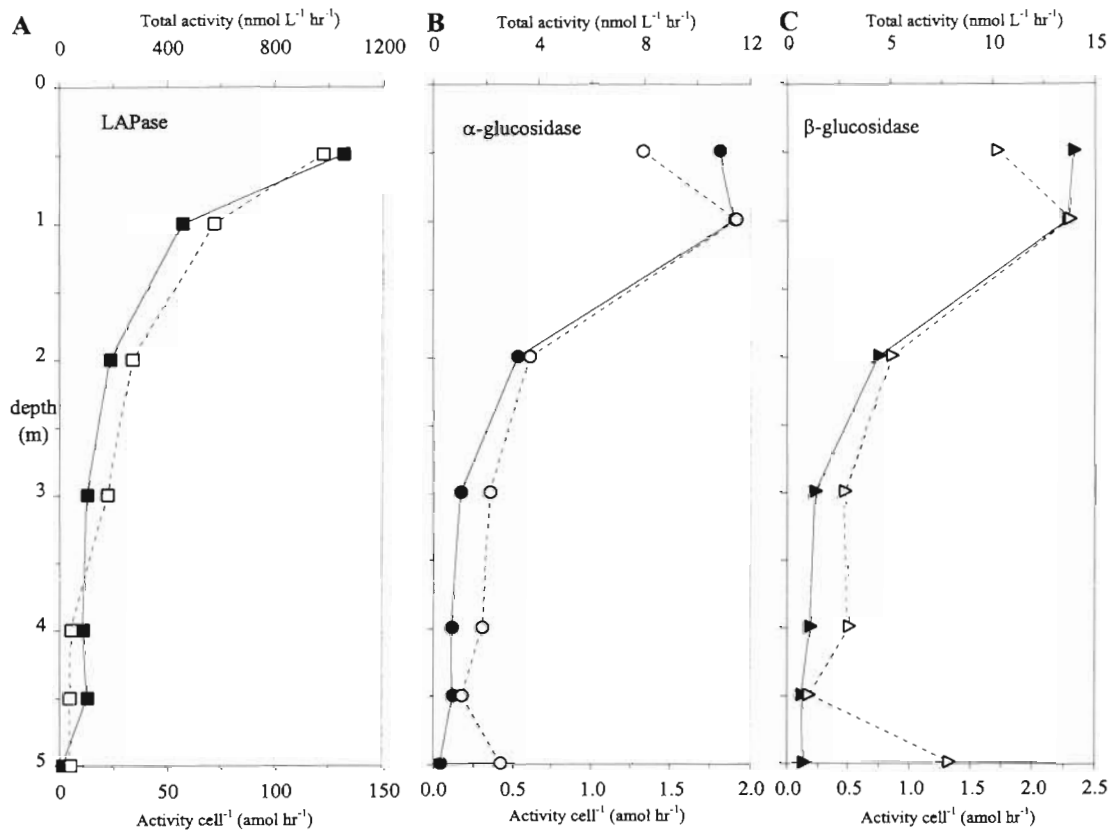 A
Total activity (nmol L⁻¹ hr⁻¹)
0 400 800 1200
B
Total activity (nmol L⁻¹ hr⁻¹)
0 4 8 12
C
Total activity (nmol L⁻¹ hr⁻¹)
0 5 10 15
LAPase
α-glucosidase
β-glucosidase
0
1
2
depth
(m)
3
4
5
0 50 100 150
Activity cell⁻¹ (amol hr⁻¹)
0.0 0.5 1.0 1.5 2.0
Activity cell⁻¹ (amol hr⁻¹)
0.0 0.5 1.0 1.5 2.0 2.5
Activity cell⁻¹ (amol hr⁻¹)